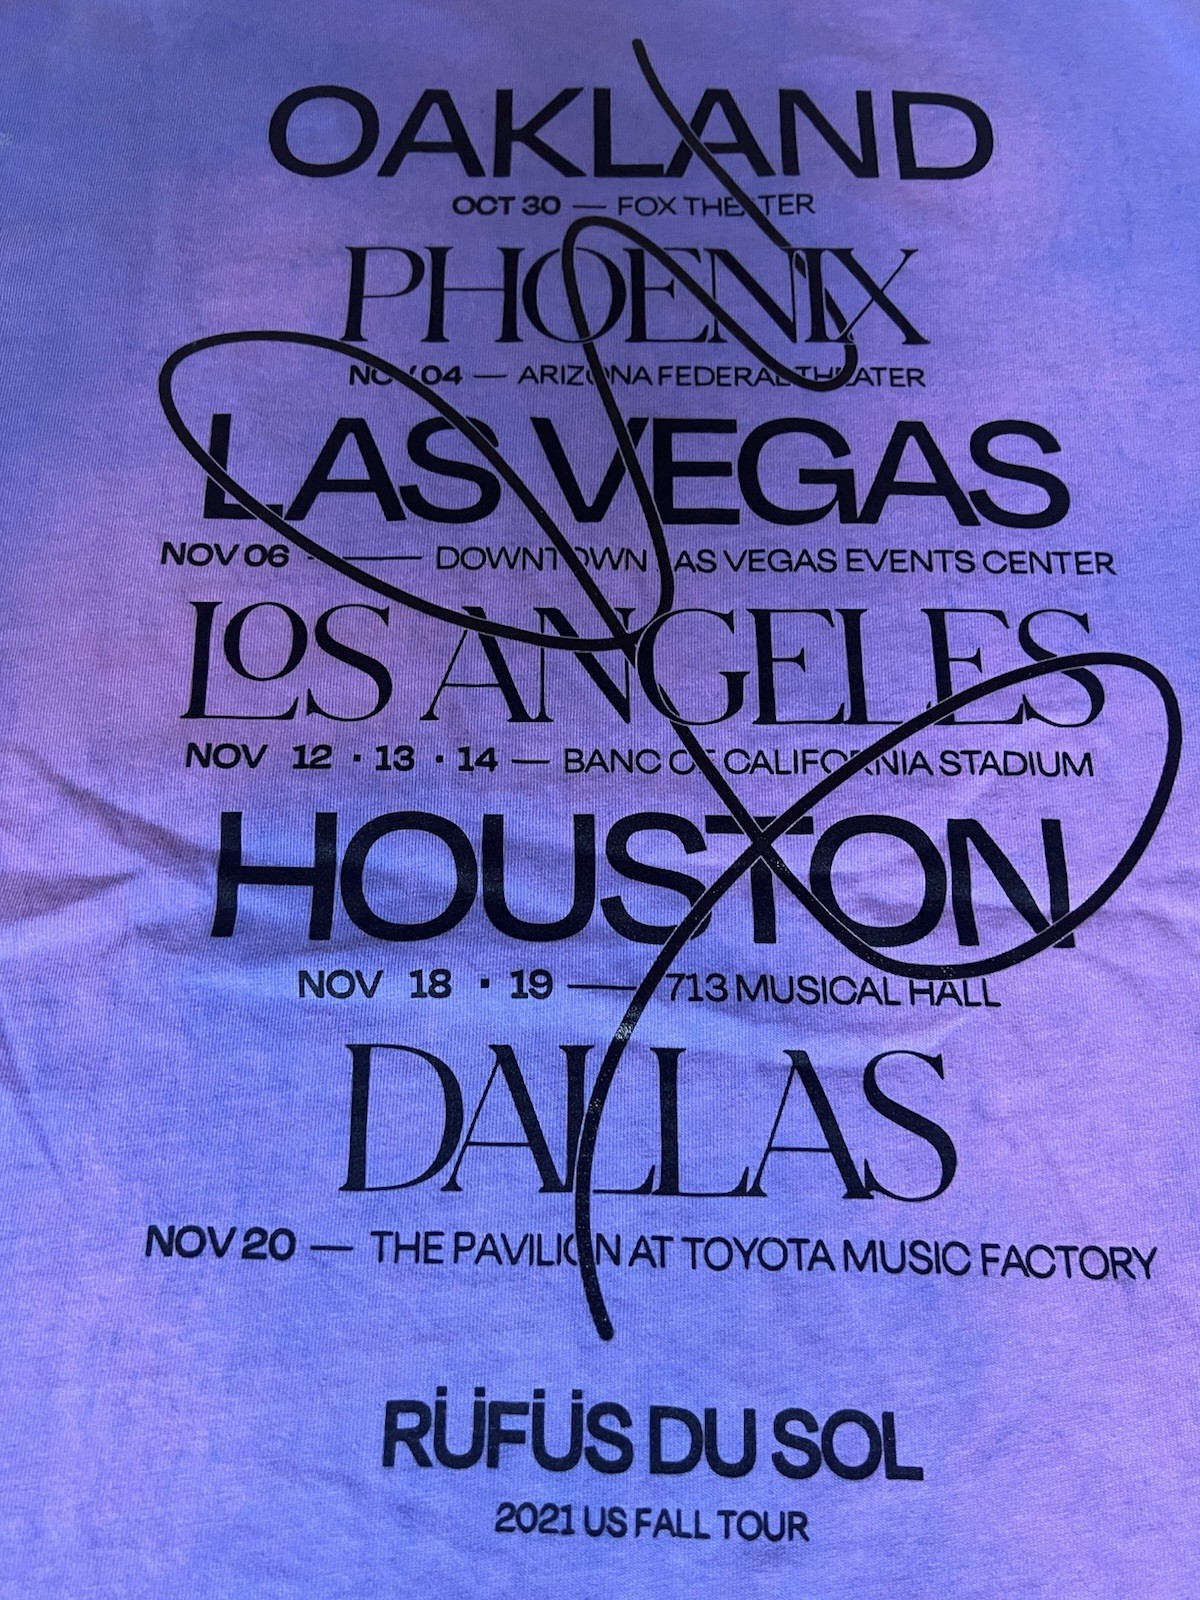 OAKLAND
OCT 30 — FOX THEATER
PHOENIX
NOV 04 — ARIZONA FEDERAL THEATER
LAS VEGAS
NOV 06 — DOWNTOWN LAS VEGAS EVENTS CENTER
LOS ANGELES
NOV 12 · 13 · 14 — BANC OF CALIFORNIA STADIUM
HOUSTON
NOV 18 · 19 — 713 MUSICAL HALL
DALLAS
NOV 20 — THE PAVILION AT TOYOTA MUSIC FACTORY
RÜFÜS DU SOL
2021 US FALL TOUR